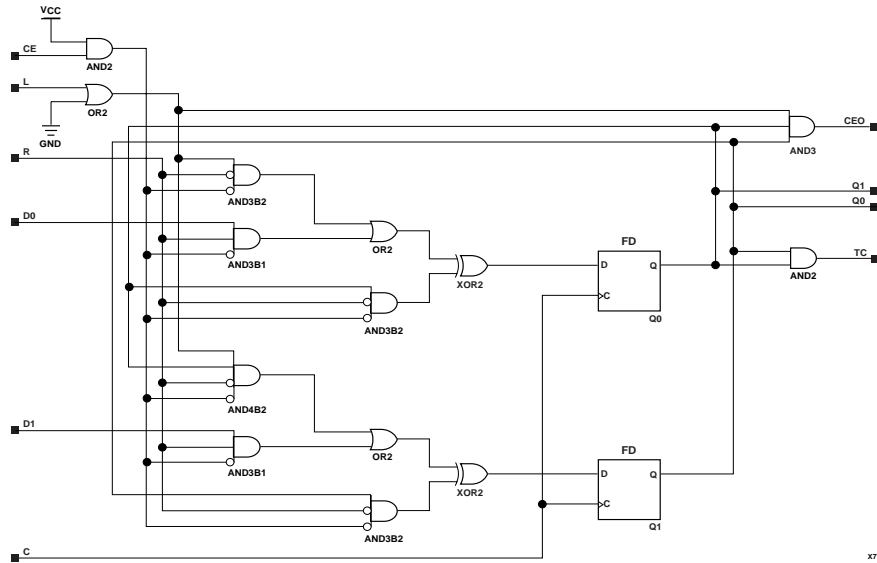 VCC
CE
AND2
L
OR2
GND
CEO
AND3
R
AND3B2
Q1
Q0
D0
OR2
FD
AND3B1
XOR2
D Q
C
AND2
TC
AND3B2
Q0
AND4B2
D1
OR2
FD
AND3B1
XOR2
D Q
C
AND3B2
Q1
C
X7